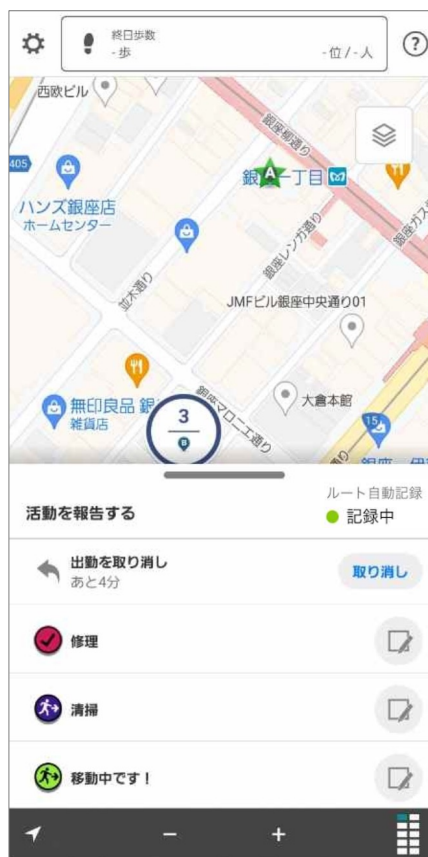 終日歩数
- 歩
- 位 / - 人
?
西欧ビル
銀座柳通り
405
A
銀座一丁目
ハンズ銀座店
ホームセンター
銀座レンガ通り
銀座ガス
並木通り
JMFビル銀座中央通り01
無印良品 銀
雑貨店
3
B
銀座マロニエ通り
大倉本館
15
ルート自動記録
活動を報告する
記録中
出勤を取り消し
あと4分
取り消し
修理
清掃
移動中です！
−
+